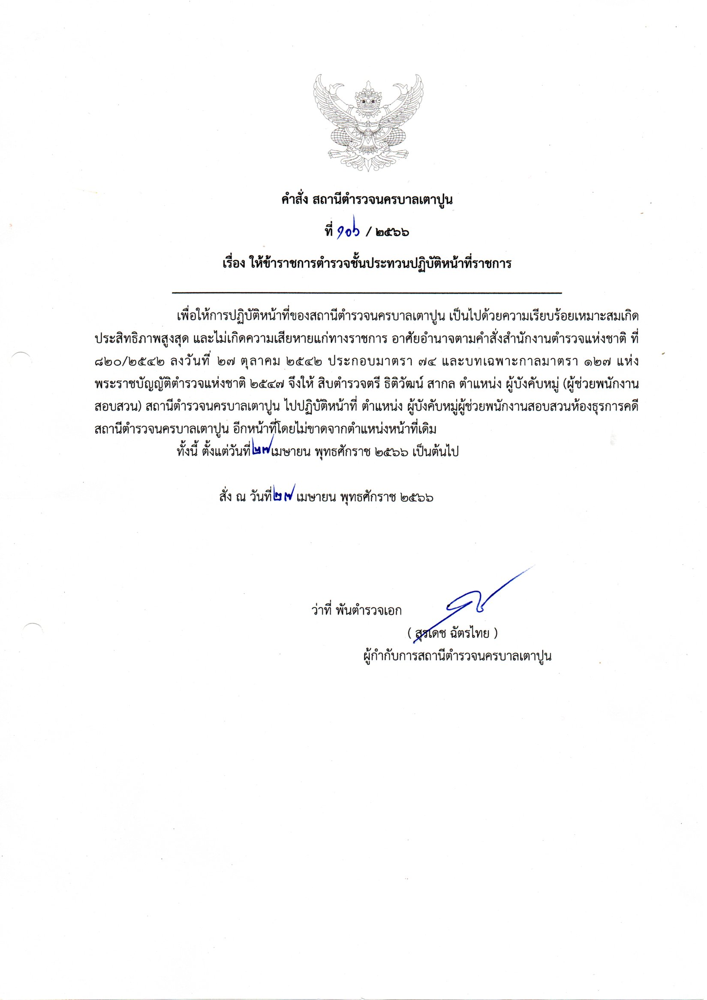 คำสั่ง สถานีตำรวจนครบาลเตาปูน
ที่ ๑๐๖ / ๒๕๖๖
เรื่อง ให้ข้าราชการตำรวจชั้นประทวนปฏิบัติหน้าที่ราชการ
เพื่อให้การปฏิบัติหน้าที่ของสถานีตำรวจนครบาลเตาปูน เป็นไปด้วยความเรียบร้อยเหมาะสมเกิด
ประสิทธิภาพสูงสุด และไม่เกิดความเสียหายแก่ทางราชการ อาศัยอำนาจตามคำสั่งสำนักงานตำรวจแห่งชาติ ที่
๘๒๐/๒๕๔๒ ลงวันที่ ๒๗ ตุลาคม ๒๕๔๒ ประกอบมาตรา ๗๔ และบทเฉพาะกาลมาตรา ๑๒๗ แห่ง
พระราชบัญญัติตำรวจแห่งชาติ ๒๕๔๗ จึงให้ สิบตำรวจตรี ธิติวัฒน์ สากล ตำแหน่ง ผู้บังคับหมู่ (ผู้ช่วยพนักงาน
สอบสวน) สถานีตำรวจนครบาลเตาปูน ไปปฏิบัติหน้าที่ ตำแหน่ง ผู้บังคับหมู่ผู้ช่วยพนักงานสอบสวนห้องธุรการคดี
สถานีตำรวจนครบาลเตาปูน อีกหน้าที่โดยไม่ขาดจากตำแหน่งหน้าที่เดิม
ทั้งนี้ ตั้งแต่วันที่ ๒๗ เมษายน พุทธศักราช ๒๕๖๖ เป็นต้นไป
สั่ง ณ วันที่ ๒๗ เมษายน พุทธศักราช ๒๕๖๖
ว่าที่ พันตำรวจเอก
( สุรเดช ฉัตรไทย )
ผู้กำกับการสถานีตำรวจนครบาลเตาปูน